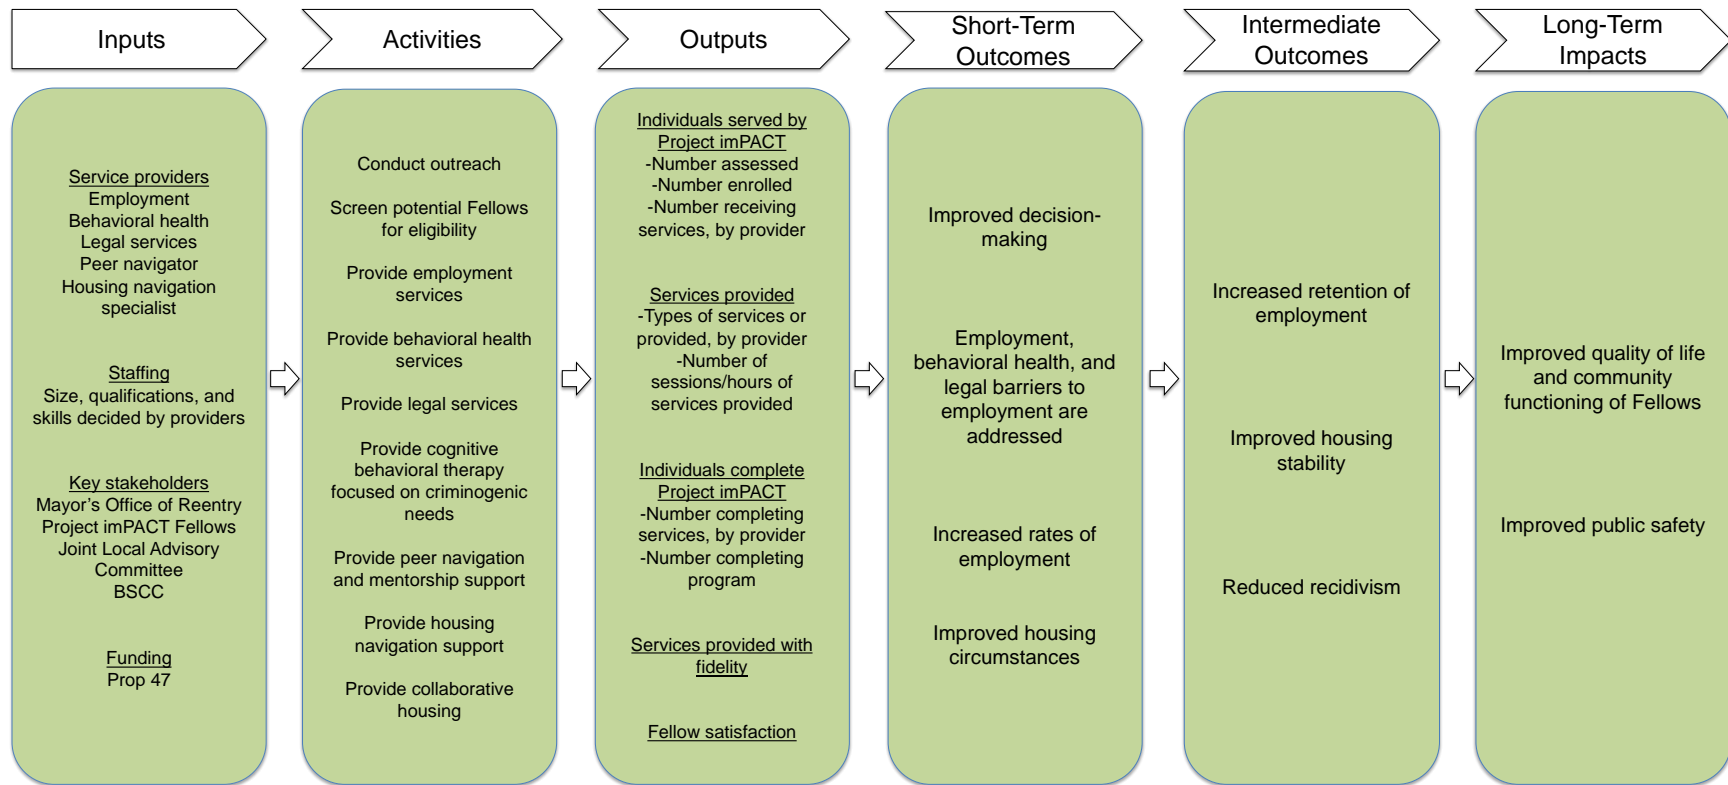 Inputs
Activities
Outputs
Short-Term
Outcomes
Intermediate
Outcomes
Long-Term
Impacts
Service providers
Employment
Behavioral health
Legal services
Peer navigator
Housing navigation
specialist
Staffing
Size, qualifications, and
skills decided by providers
Key stakeholders
Mayor’s Office of Reentry
Project imPACT Fellows
Joint Local Advisory
Committee
BSCC
Funding
Prop 47
Conduct outreach
Screen potential Fellows
for eligibility
Provide employment
services
Provide behavioral health
services
Provide legal services
Provide cognitive
behavioral therapy
focused on criminogenic
needs
Provide peer navigation
and mentorship support
Provide housing
navigation support
Provide collaborative
housing
Individuals served by
Project imPACT
-Number assessed
-Number enrolled
-Number receiving
services, by provider
Services provided
-Types of services or
provided, by provider
-Number of
sessions/hours of
services provided
Individuals complete
Project imPACT
-Number completing
services, by provider
-Number completing
program
Services provided with
fidelity
Fellow satisfaction
Improved decision-
making
Employment,
behavioral health, and
legal barriers to
employment are
addressed
Increased rates of
employment
Improved housing
circumstances
Increased retention of
employment
Improved housing
stability
Reduced recidivism
Improved quality of life
and community
functioning of Fellows
Improved public safety